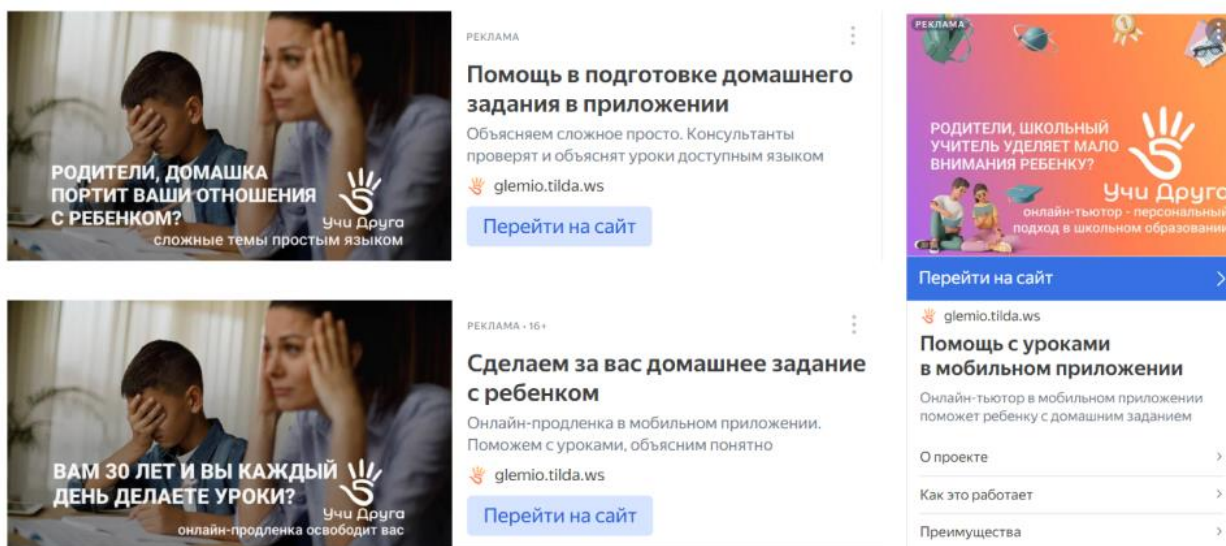 РОДИТЕЛИ, ДОМАШКА
ПОРТИТ ВАШИ ОТНОШЕНИЯ
С РЕБЕНКОМ?
Учи Друга
сложные темы простым языком
РЕКЛАМА
Помощь в подготовке домашнего
задания в приложении
Объясняем сложное просто. Консультанты
проверят и объяснят уроки доступным языком
glemio.tilda.ws
Перейти на сайт
ВАМ 30 ЛЕТ И ВЫ КАЖДЫЙ
ДЕНЬ ДЕЛАЕТЕ УРОКИ?
Учи Друга
онлайн-продленка освободит вас
РЕКЛАМА • 16+
Сделаем за вас домашнее задание
с ребенком
Онлайн-продленка в мобильном приложении.
Поможем с уроками, объясним понятно
glemio.tilda.ws
Перейти на сайт
РЕКЛАМА
РОДИТЕЛИ, ШКОЛЬНЫЙ
УЧИТЕЛЬ УДЕЛЯЕТ МАЛО
ВНИМАНИЯ РЕБЕНКУ?
Учи Друга
онлайн-тьютор - персональный
подход в школьном образовании
Перейти на сайт
glemio.tilda.ws
Помощь с уроками
в мобильном приложении
Онлайн-тьютор в мобильном приложении
поможет ребенку с домашним заданием
О проекте
Как это работает
Преимущества